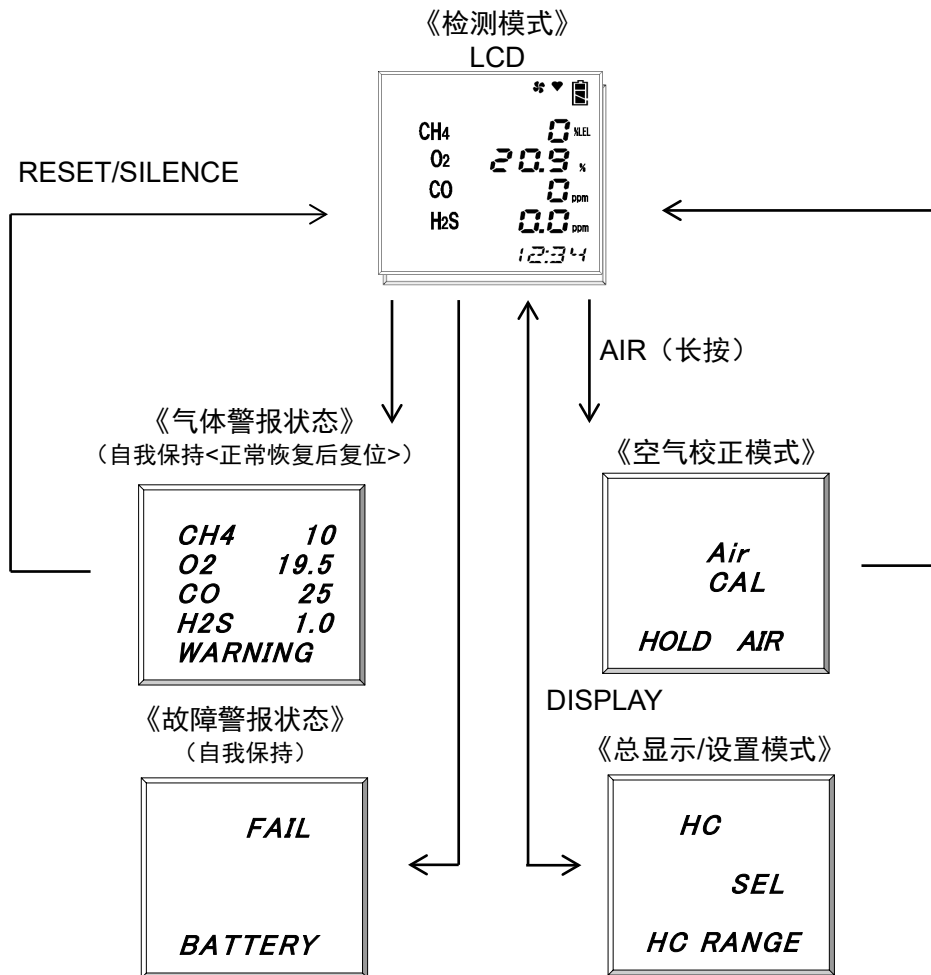 《检测模式》
LCD
CH4 0 %LEL
O2 20.9 %
CO 0 ppm
H2S 0.0 ppm
12:34
RESET/SILENCE
AIR（长按）
《气体警报状态》
（自我保持<正常恢复后复位>）
CH4 10
O2 19.5
CO 25
H2S 1.0
WARNING
《空气校正模式》
Air
CAL
HOLD AIR
DISPLAY
《故障警报状态》
（自我保持）
FAIL
BATTERY
《总显示/设置模式》
HC
SEL
HC RANGE